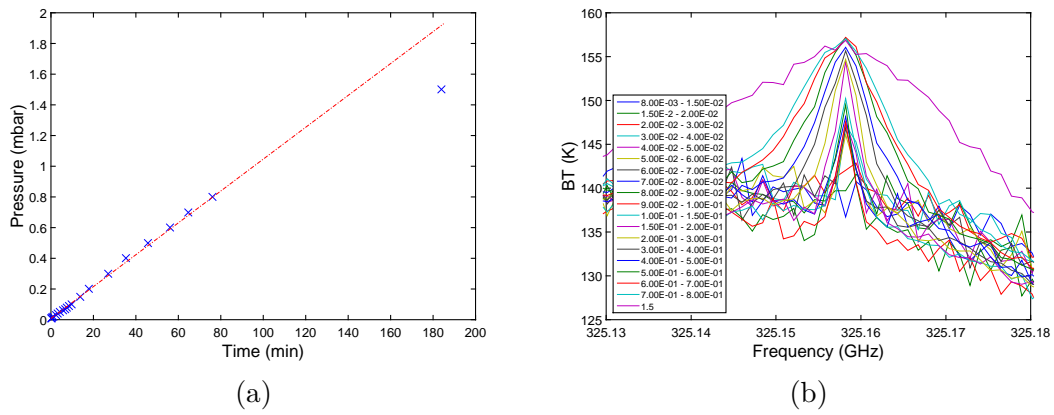 2
1.8
1.6
1.4
1.2
1
0.8
0.6
0.4
0.2
0
0 20 40 60 80 100 120 140 160 180 200
Pressure (mbar)
Time (min)
(a)
160
155
150
145
140
135
130
125
325.13 325.14 325.15 325.16 325.17 325.18
BT (K)
Frequency (GHz)
8.00E-03 - 1.50E-02
1.50E-2 - 2.00E-02
2.00E-02 - 3.00E-02
3.00E-02 - 4.00E-02
4.00E-02 - 5.00E-02
5.00E-02 - 6.00E-02
6.00E-02 - 7.00E-02
7.00E-02 - 8.00E-02
8.00E-02 - 9.00E-02
9.00E-02 - 1.00E-01
1.00E-01 - 1.50E-01
1.50E-01 - 2.00E-01
2.00E-01 - 3.00E-01
3.00E-01 - 4.00E-01
4.00E-01 - 5.00E-01
5.00E-01 - 6.00E-01
6.00E-01 - 7.00E-01
7.00E-01 - 8.00E-01
1.5
(b)